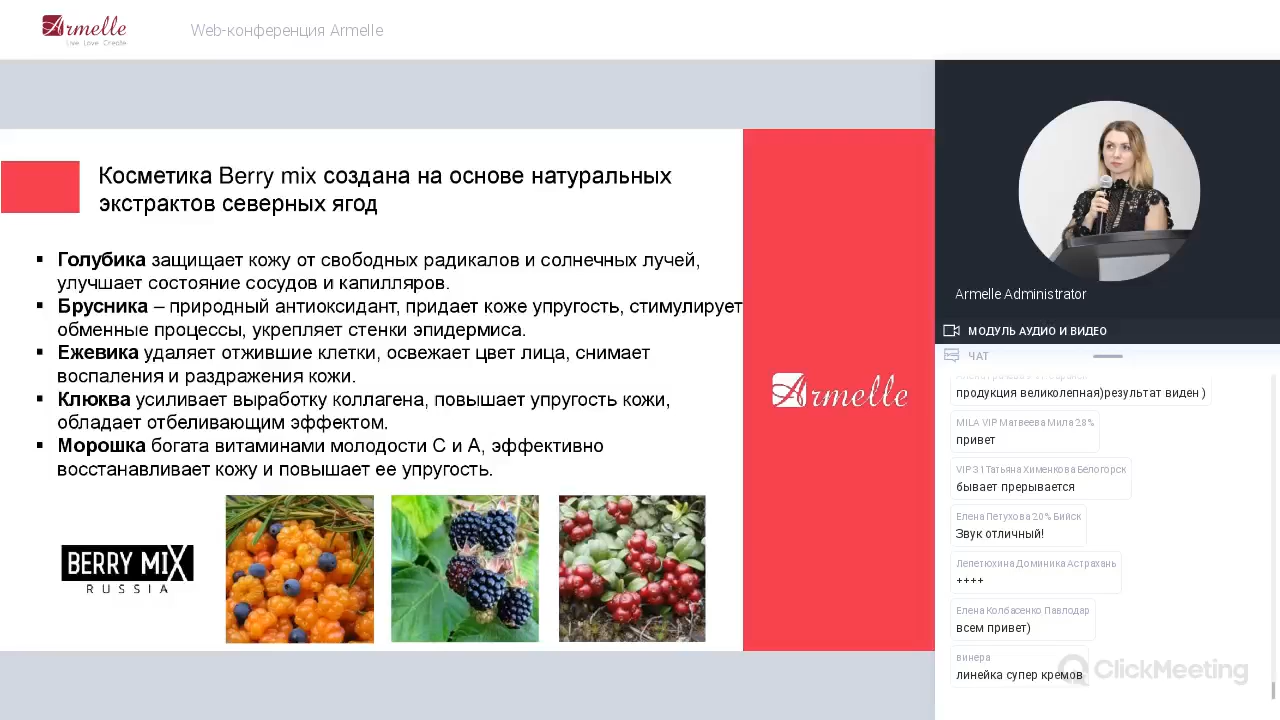 Armelle
Live Love Create
Web-конференция Armelle
Косметика Berry mix создана на основе натуральных
экстрактов северных ягод
▪ Голубика защищает кожу от свободных радикалов и солнечных лучей,
улучшает состояние сосудов и капилляров.
▪ Брусника – природный антиоксидант, придает коже упругость, стимулирует
обменные процессы, укрепляет стенки эпидермиса.
▪ Ежевика удаляет отжившие клетки, освежает цвет лица, снимает
воспаления и раздражения кожи.
▪ Клюква усиливает выработку коллагена, повышает упругость кожи,
обладает отбеливающим эффектом.
▪ Морошка богата витаминами молодости С и А, эффективно
восстанавливает кожу и повышает ее упругость.
BERRY MIX
RUSSIA
Armelle
Armelle Administrator
МОДУЛЬ АУДИО И ВИДЕО
ЧАТ
продукция великолепная)результат виден )
MILA VIP Матвеева Мила 28%
привет
VIP 31Татьяна Хименкова Белогорск
бывает прерывается
Елена Петухова 20% Бийск
Звук отличный!
Лепетюхина Доминика Астрахань
++++
Елена Колбасенко Павлодар
всем привет)
винера
линейка супер кремов
ClickMeeting